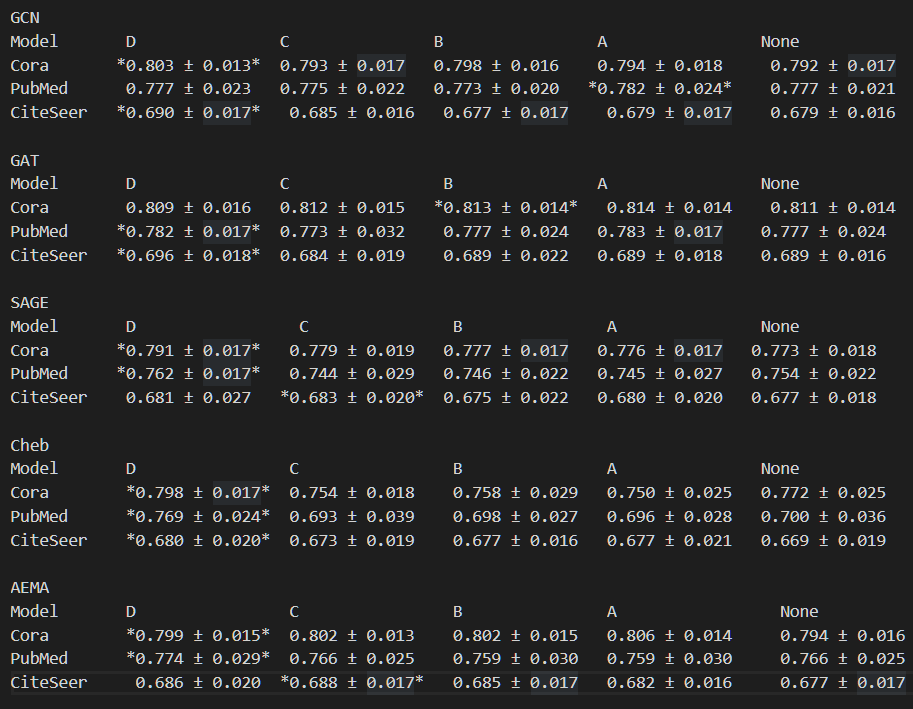 GCN
Model D C B A None
Cora *0.803 ± 0.013* 0.793 ± 0.017 0.798 ± 0.016 0.794 ± 0.018 0.792 ± 0.017
PubMed 0.777 ± 0.023 0.775 ± 0.022 0.773 ± 0.020 *0.782 ± 0.024* 0.777 ± 0.021
CiteSeer *0.690 ± 0.017* 0.685 ± 0.016 0.677 ± 0.017 0.679 ± 0.017 0.679 ± 0.016
GAT
Model D C B A None
Cora 0.809 ± 0.016 0.812 ± 0.015 *0.813 ± 0.014* 0.814 ± 0.014 0.811 ± 0.014
PubMed *0.782 ± 0.017* 0.773 ± 0.032 0.777 ± 0.024 0.783 ± 0.017 0.777 ± 0.024
CiteSeer *0.696 ± 0.018* 0.684 ± 0.019 0.689 ± 0.022 0.689 ± 0.018 0.689 ± 0.016
SAGE
Model D C B A None
Cora *0.791 ± 0.017* 0.779 ± 0.019 0.777 ± 0.017 0.776 ± 0.017 0.773 ± 0.018
PubMed *0.762 ± 0.017* 0.744 ± 0.029 0.746 ± 0.022 0.745 ± 0.027 0.754 ± 0.022
CiteSeer 0.681 ± 0.027 *0.683 ± 0.020* 0.675 ± 0.022 0.680 ± 0.020 0.677 ± 0.018
Cheb
Model D C B A None
Cora *0.798 ± 0.017* 0.754 ± 0.018 0.758 ± 0.029 0.750 ± 0.025 0.772 ± 0.025
PubMed *0.769 ± 0.024* 0.693 ± 0.039 0.698 ± 0.027 0.696 ± 0.028 0.700 ± 0.036
CiteSeer *0.680 ± 0.020* 0.673 ± 0.019 0.677 ± 0.016 0.677 ± 0.021 0.669 ± 0.019
AEMA
Model D C B A None
Cora *0.799 ± 0.015* 0.802 ± 0.013 0.802 ± 0.015 0.806 ± 0.014 0.794 ± 0.016
PubMed *0.774 ± 0.029* 0.766 ± 0.025 0.759 ± 0.030 0.759 ± 0.030 0.766 ± 0.025
CiteSeer 0.686 ± 0.020 *0.688 ± 0.017* 0.685 ± 0.017 0.682 ± 0.016 0.677 ± 0.017